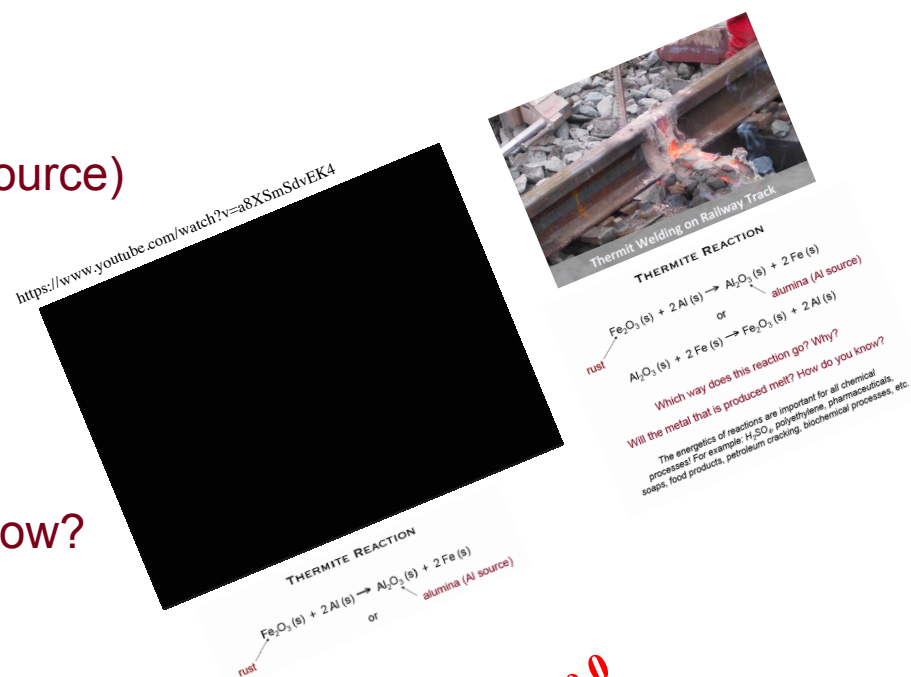 ource)
https://www.youtube.com/watch?v=a8XSmSdvEK4
ow?
THERMITE REACTION
Fe₂O₃ (s) + 2 Al (s) → Al₂O₃ (s) + 2 Fe (s)
rust
alumina (Al source)
or
Thermit Welding on Railway Track
THERMITE REACTION
Fe₂O₃ (s) + 2 Al (s) → Al₂O₃ (s) + 2 Fe (s)
rust
alumina (Al source)
or
Al₂O₃ (s) + 2 Fe (s) → Fe₂O₃ (s) + 2 Al (s)
Which way does this reaction go? Why?
Will the metal that is produced melt? How do you know?
The energetics of reactions are important for all chemical
processes! For example: H₂SO₄, polyethylene, pharmaceuticals,
soaps, food products, petroleum cracking, biochemical processes, etc.